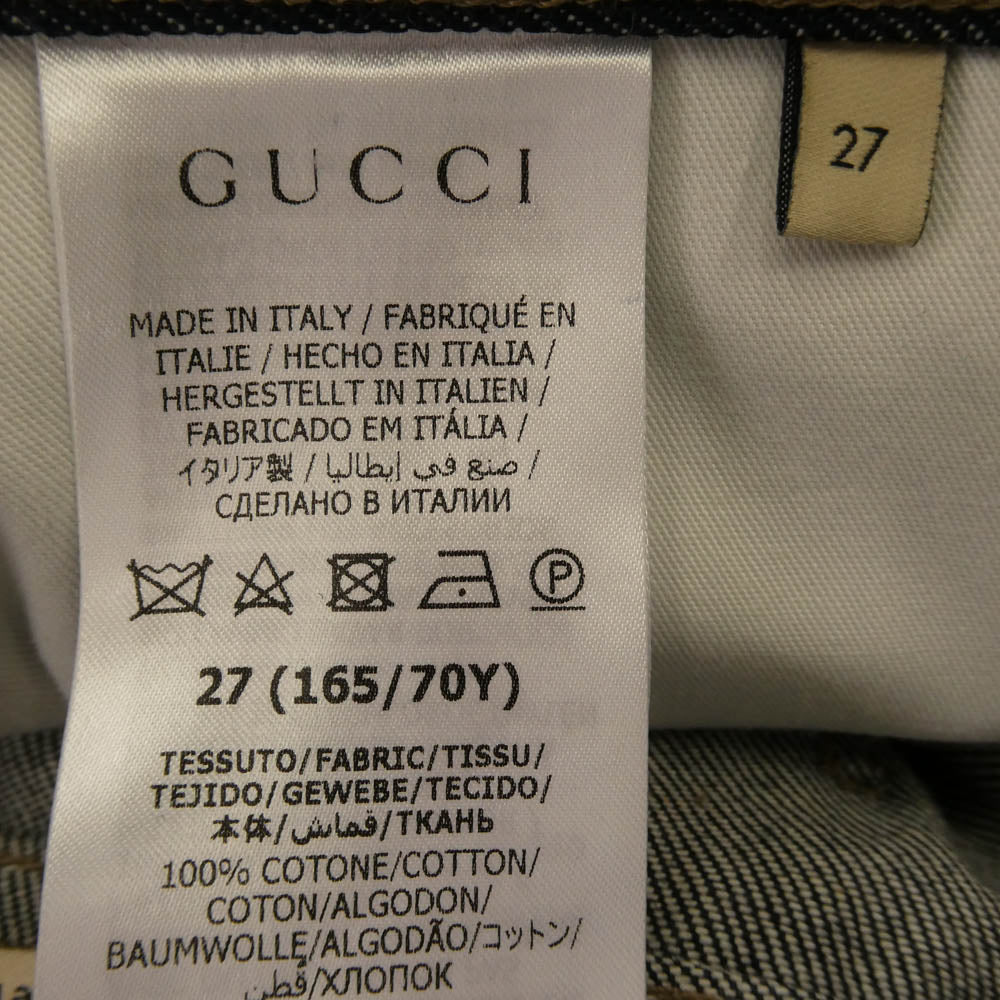 GUCCI
27
MADE IN ITALY / FABRIQUÉ EN
ITALIE / HECHO EN ITALIA /
HERGESTELLT IN ITALIEN /
FABRICADO EM ITÁLIA /
イタリア製 / صنع في إيطاليا /
СДЕЛАНО В ИТАЛИИ
P
27 (165/70Y)
TESSUTO/FABRIC/TISSU/
TEJIDO/GEWEBE/TECIDO/
本体/قماش/ТКАНЬ
100% COTONE/COTTON/
COTON/ALGODON/
BAUMWOLLE/ALGODÃO/コットン/
قطن/ХЛОПОК